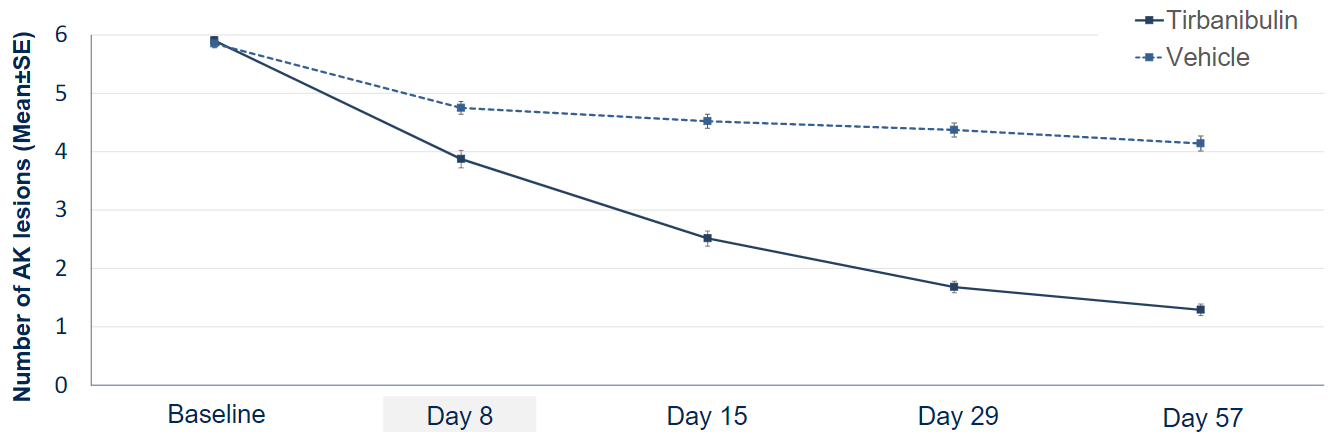 Tirbanibulin
Vehicle
Number of AK lesions (Mean±SE)
6
5
4
3
2
1
0
Baseline
Day 8
Day 15
Day 29
Day 57